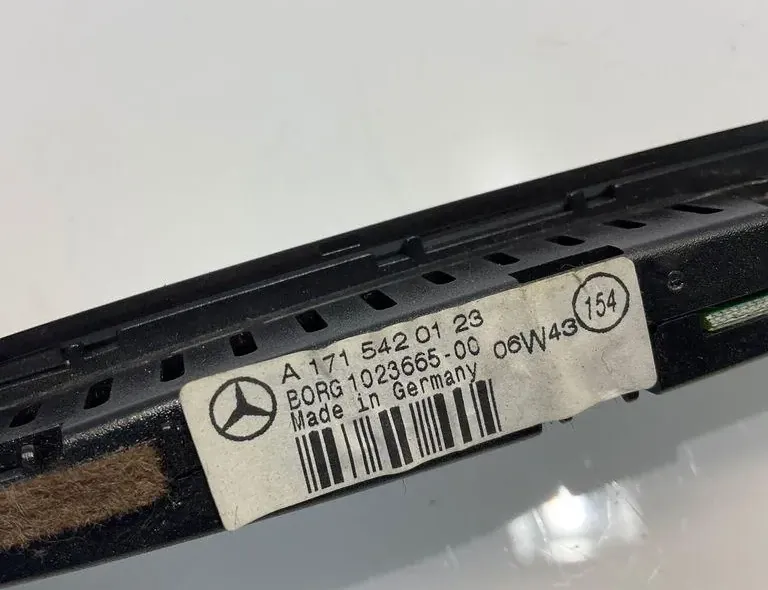 A 171 542 01 23
BORG 1023665-00 06W43 154
Made in Germany